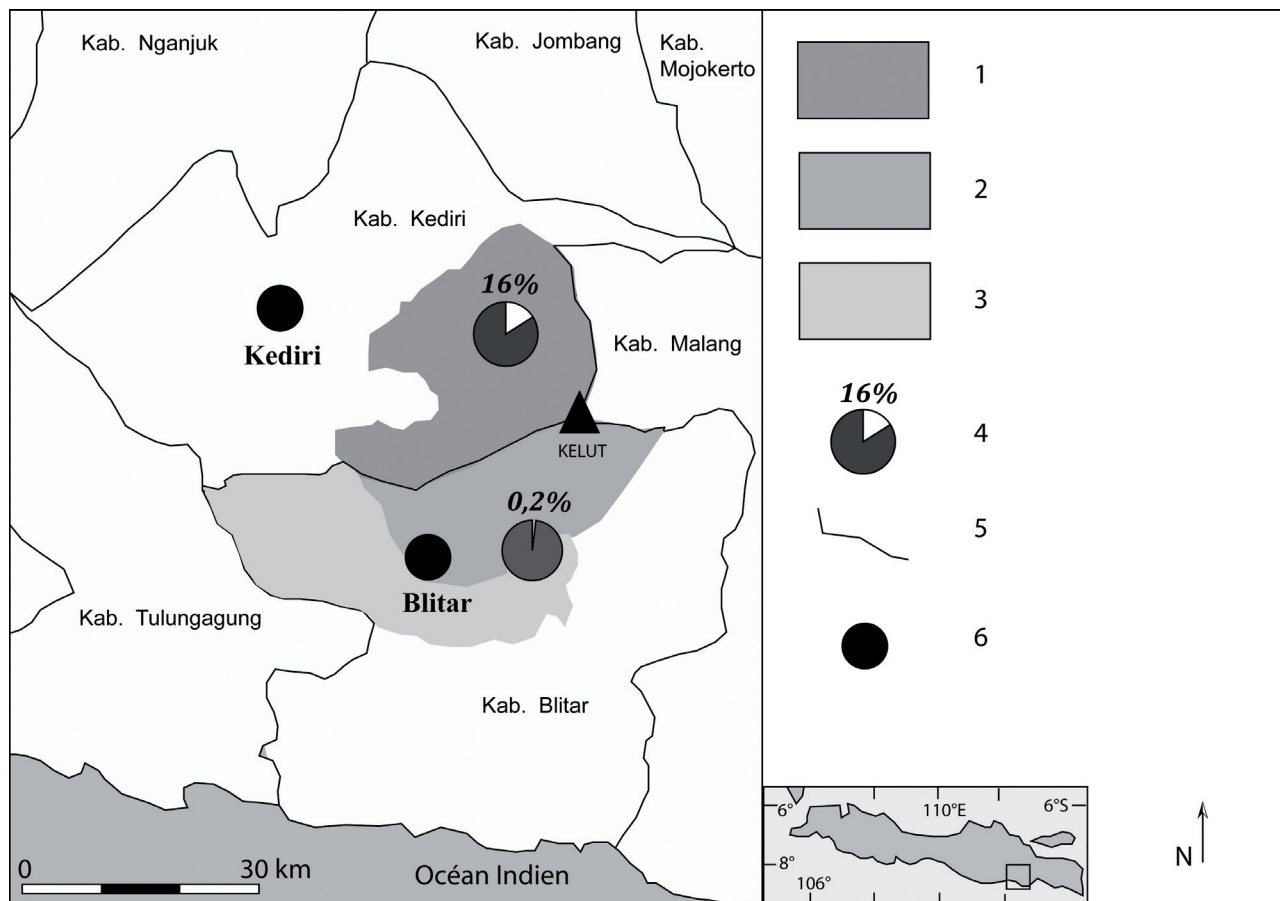 Kab. Nganjuk
Kab. Jombang
Kab.
Mojokerto
Kab. Kediri
16%
Kediri
Kab. Malang
KELUT
0,2%
Blitar
Kab. Tulungagung
Kab. Blitar
0
30 km
Océan Indien
1
2
3
16%
4
5
6
6°
110°E
6°S
8°
106°
N